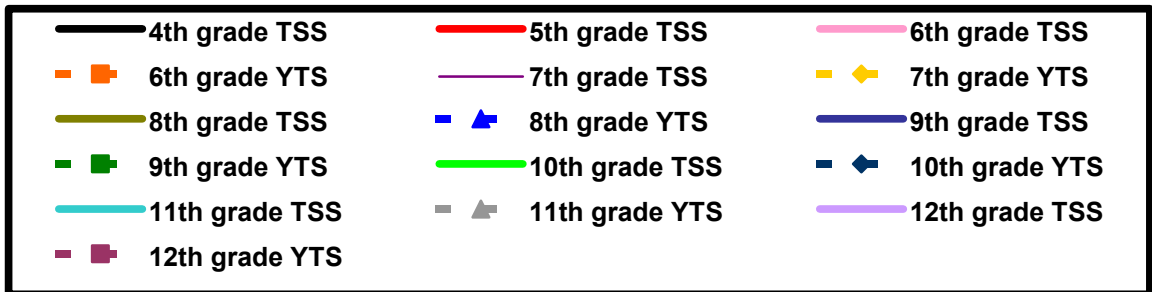 4th grade TSS 5th grade TSS 6th grade TSS
6th grade YTS 7th grade TSS 7th grade YTS
8th grade TSS 8th grade YTS 9th grade TSS
9th grade YTS 10th grade TSS 10th grade YTS
11th grade TSS 11th grade YTS 12th grade TSS
12th grade YTS